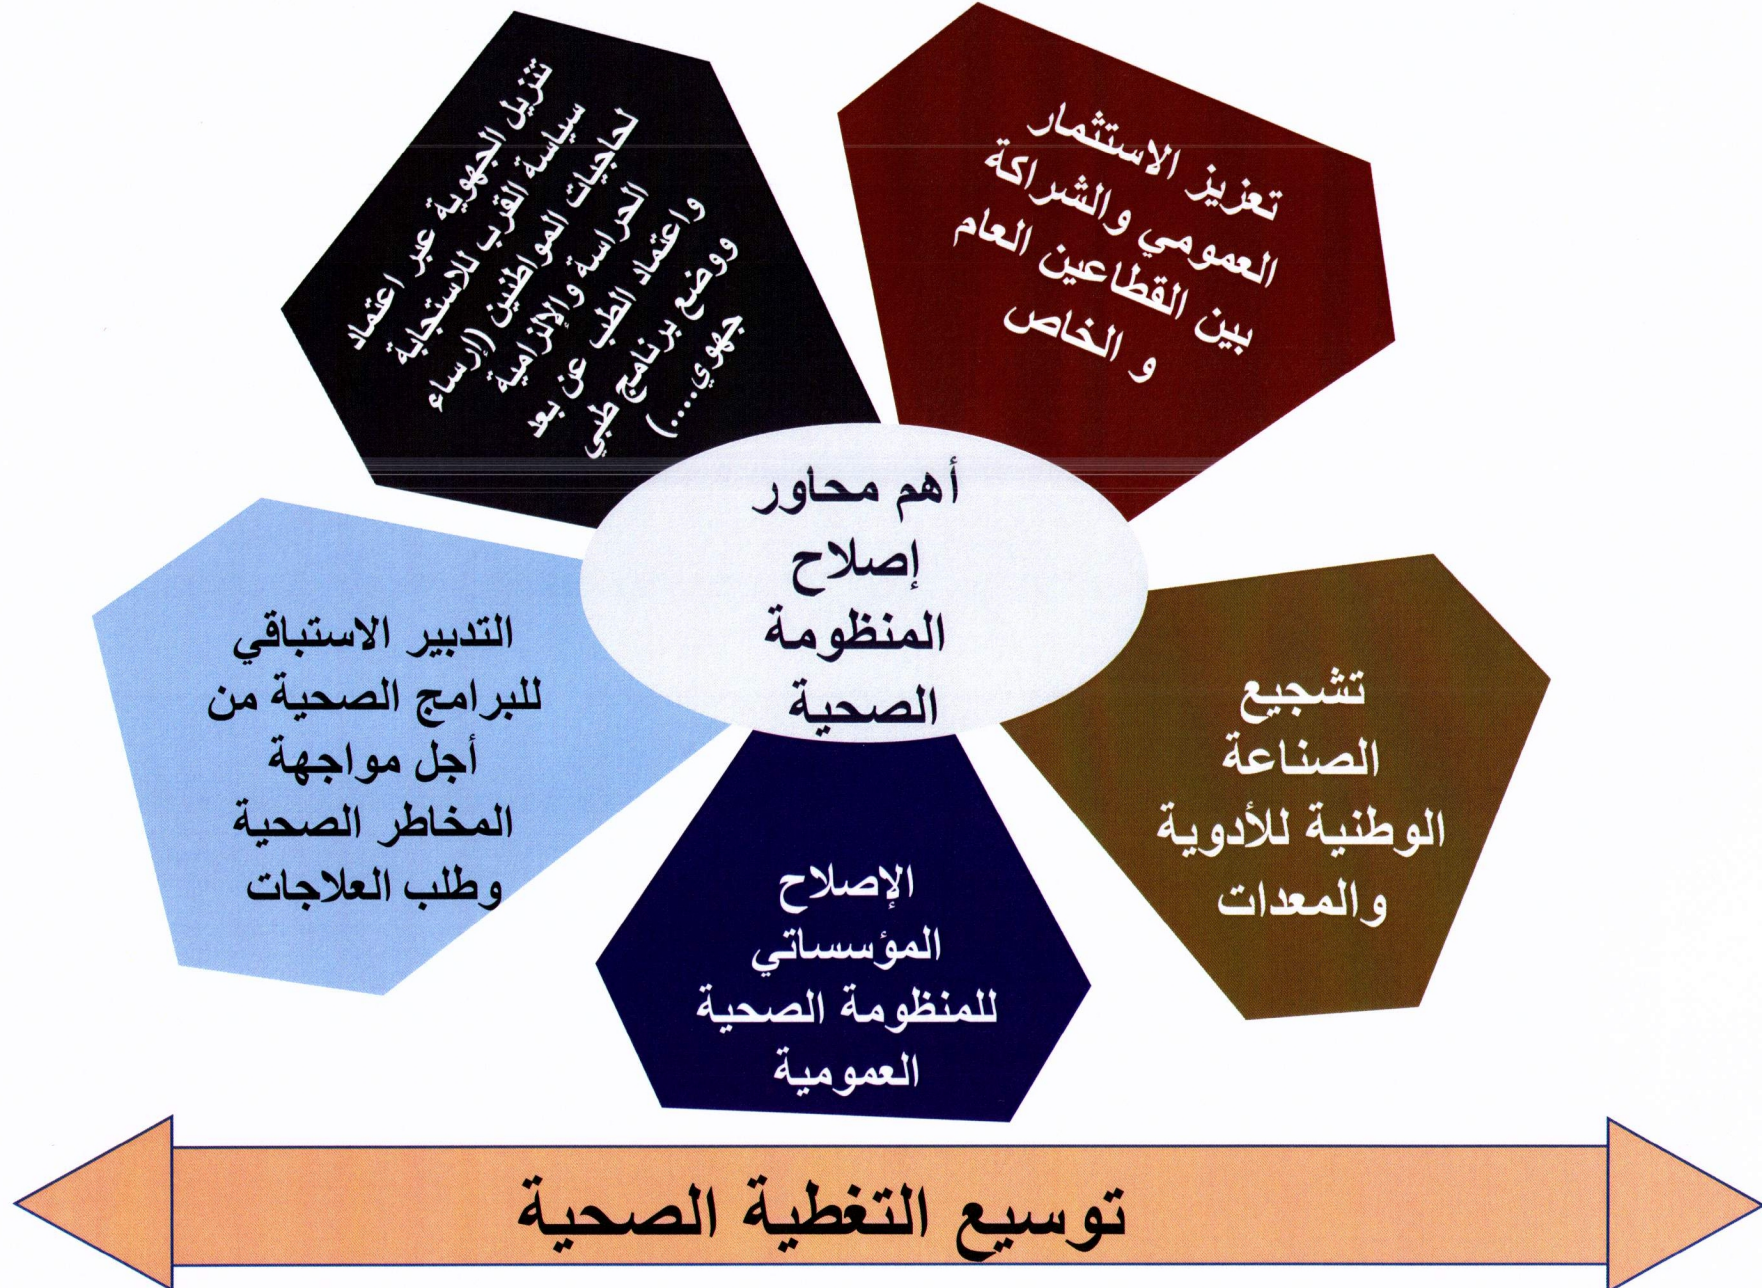 تعزيز الاستثمار
العمومي والشراكة
بين القطاعين العام
و الخاص
تنزيل الجهوية عبر اعتماد
سياسة القرب للاستجابة
لحاجيات المواطنين (إرساء
الحراسة والإلزامية
واعتماد الطب عن بعد
ووضع برنامج طبي
جهوي....)
أهم محاور
إصلاح
المنظومة
الصحية
تشجيع
الصناعة
الوطنية للأدوية
والمعدات
التدبير الاستباقي
للبرامج الصحية من
أجل مواجهة
المخاطر الصحية
وطلب العلاجات
الإصلاح
المؤسساتي
للمنظومة الصحية
العمومية
توسيع التغطية الصحية